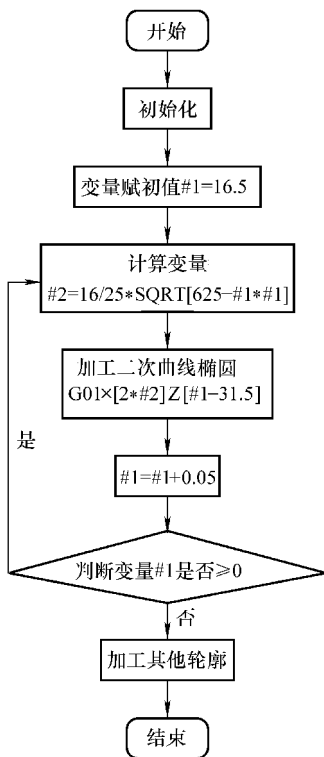 开始
初始化
变量赋初值#1=16.5
计算变量
#2=16/25*SQRT[625-#1*#1]
加工二次曲线椭圆
G01×[2*#2]Z[#1-31.5]
#1=#1+0.05
是
判断变量#1是否≥0
否
加工其他轮廓
结束